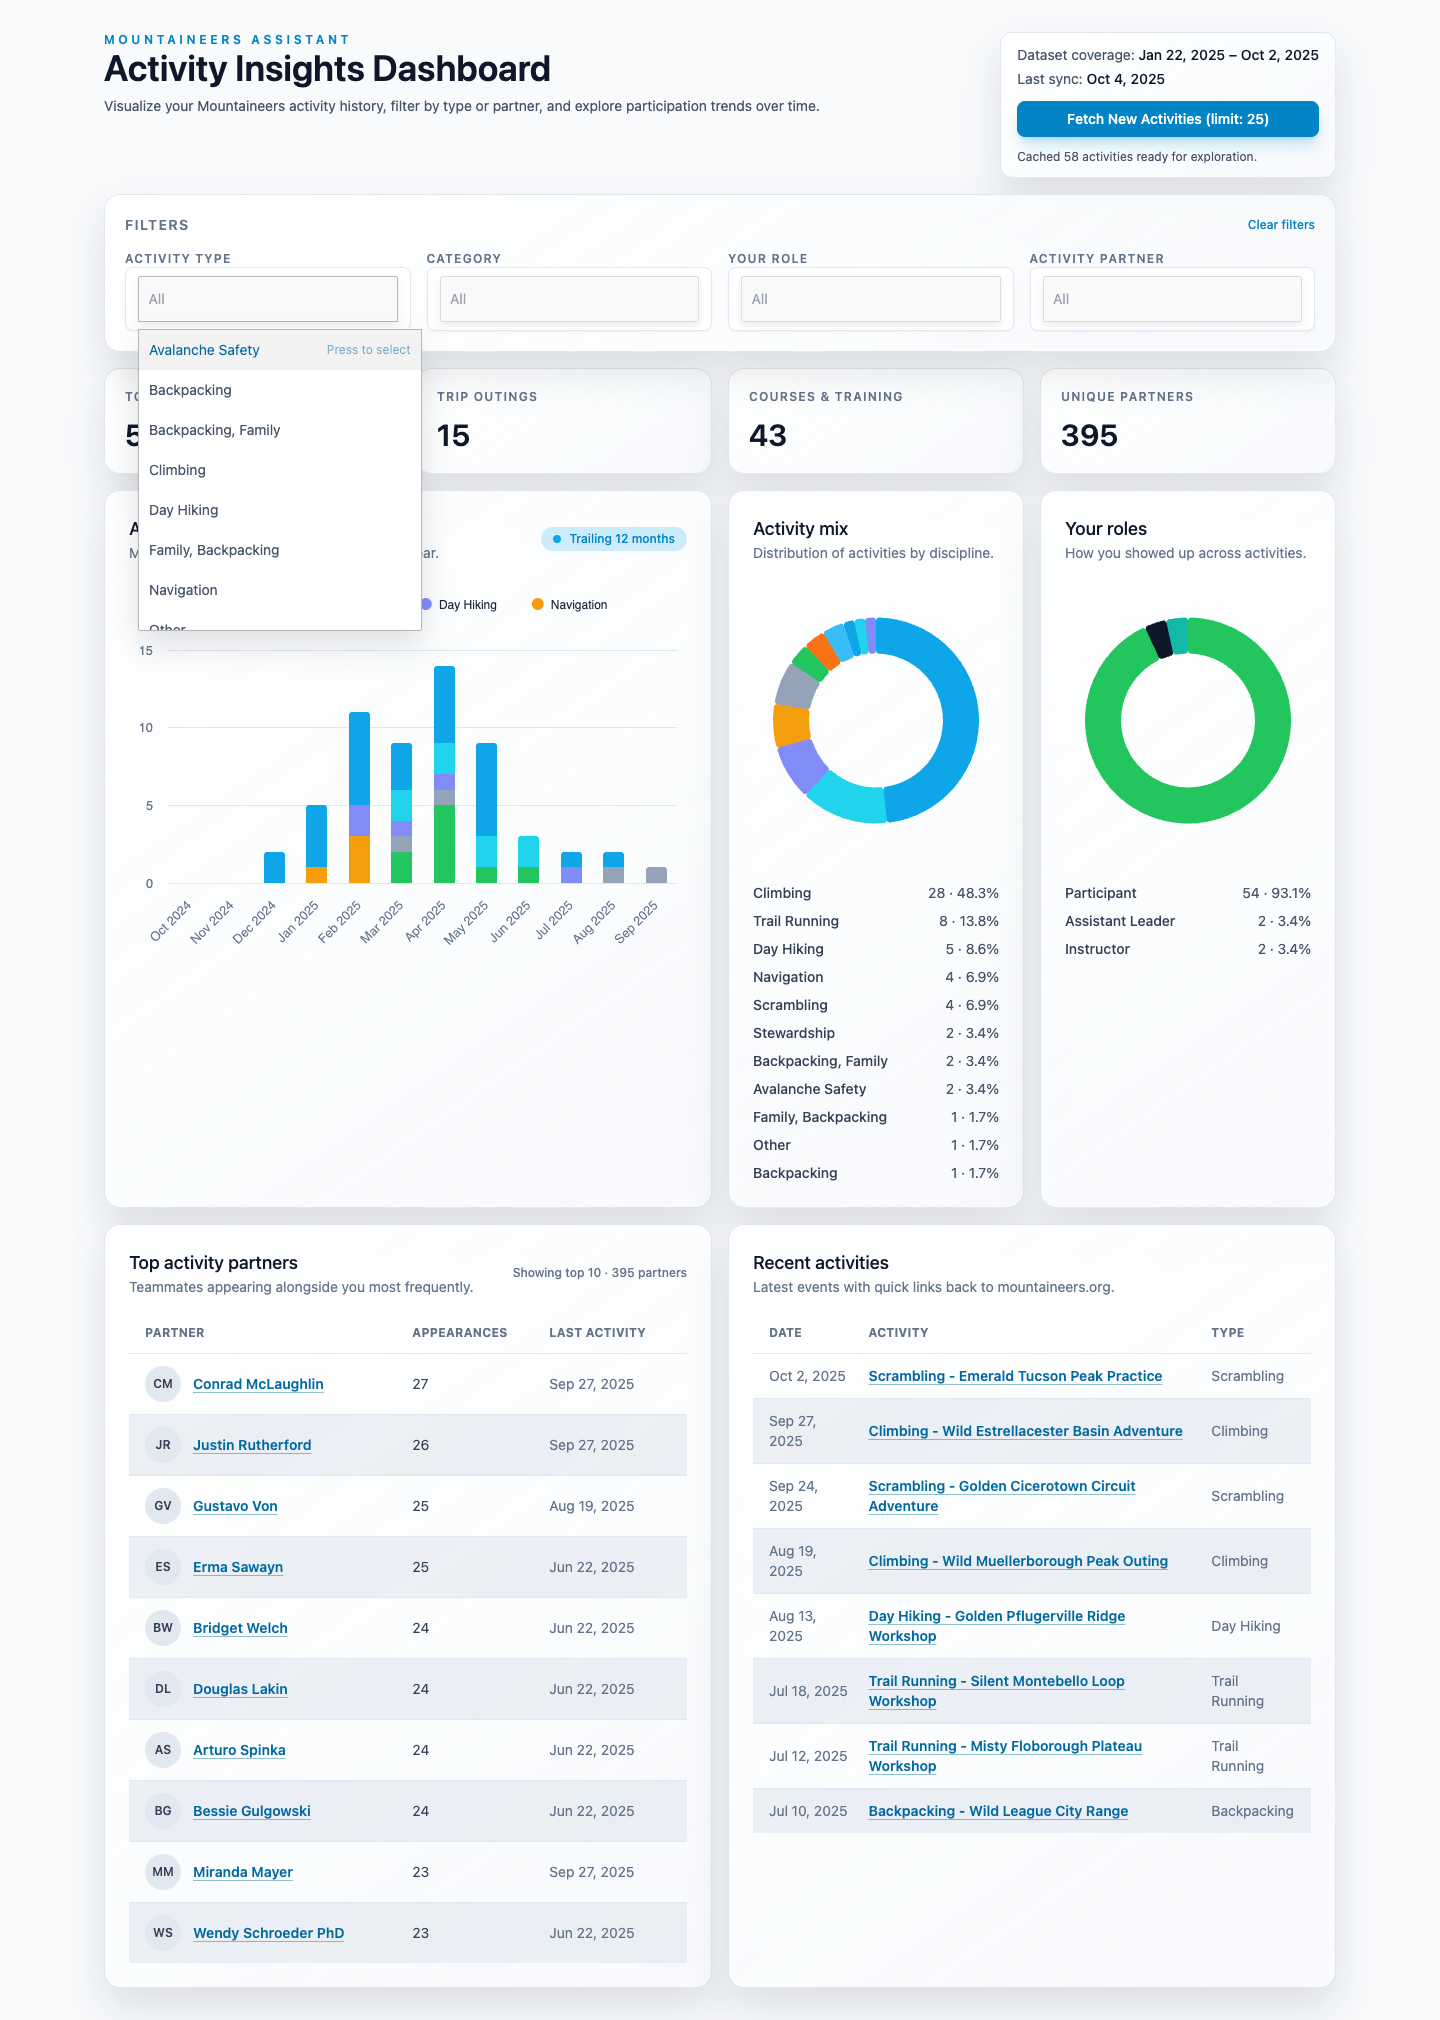 MOUNTAINEERS ASSISTANT
Activity Insights Dashboard
Visualize your Mountaineers activity history, filter by type or partner, and explore participation trends over time.
Dataset coverage: Jan 22, 2025 – Oct 2, 2025
Last sync: Oct 4, 2025
Fetch New Activities (limit: 25)
Cached 58 activities ready for exploration.
FILTERS
Clear filters
ACTIVITY TYPE
CATEGORY
YOUR ROLE
ACTIVITY PARTNER
All
All
All
All
Avalanche Safety
Press to select
Backpacking
Backpacking, Family
Climbing
Day Hiking
Family, Backpacking
Navigation
Other
TRIP OUTINGS
15
COURSES & TRAINING
43
UNIQUE PARTNERS
395
Trailing 12 months
Day Hiking
Navigation
15
10
5
0
Oct 2024
Nov 2024
Dec 2024
Jan 2025
Feb 2025
Mar 2025
Apr 2025
May 2025
Jun 2025
Jul 2025
Aug 2025
Sep 2025
Activity mix
Distribution of activities by discipline.
Climbing 28 · 48.3%
Trail Running 8 · 13.8%
Day Hiking 5 · 8.6%
Navigation 4 · 6.9%
Scrambling 4 · 6.9%
Stewardship 2 · 3.4%
Backpacking, Family 2 · 3.4%
Avalanche Safety 2 · 3.4%
Family, Backpacking 1 · 1.7%
Other 1 · 1.7%
Backpacking 1 · 1.7%
Your roles
How you showed up across activities.
Participant 54 · 93.1%
Assistant Leader 2 · 3.4%
Instructor 2 · 3.4%
Top activity partners
Teammates appearing alongside you most frequently.
Showing top 10 · 395 partners
PARTNER APPEARANCES LAST ACTIVITY
CM Conrad McLaughlin 27 Sep 27, 2025
JR Justin Rutherford 26 Sep 27, 2025
GV Gustavo Von 25 Aug 19, 2025
ES Erma Sawayn 25 Jun 22, 2025
BW Bridget Welch 24 Jun 22, 2025
DL Douglas Lakin 24 Jun 22, 2025
AS Arturo Spinka 24 Jun 22, 2025
BG Bessie Gulgowski 24 Jun 22, 2025
MM Miranda Mayer 23 Sep 27, 2025
WS Wendy Schroeder PhD 23 Jun 22, 2025
Recent activities
Latest events with quick links back to mountaineers.org.
DATE ACTIVITY TYPE
Oct 2, 2025 Scrambling - Emerald Tucson Peak Practice Scrambling
Sep 27,
2025
Climbing - Wild Estrellacester Basin Adventure
Climbing
Sep 24,
2025
Scrambling - Golden Cicerotown Circuit
Adventure
Scrambling
Aug 19,
2025
Climbing - Wild Muellerborough Peak Outing
Climbing
Aug 13,
2025
Day Hiking - Golden Pflugerville Ridge
Workshop
Day Hiking
Jul 18, 2025
Trail Running - Silent Montebello Loop
Workshop
Trail
Running
Jul 12, 2025
Trail Running - Misty Floborough Plateau
Workshop
Trail
Running
Jul 10, 2025 Backpacking - Wild League City Range Backpacking